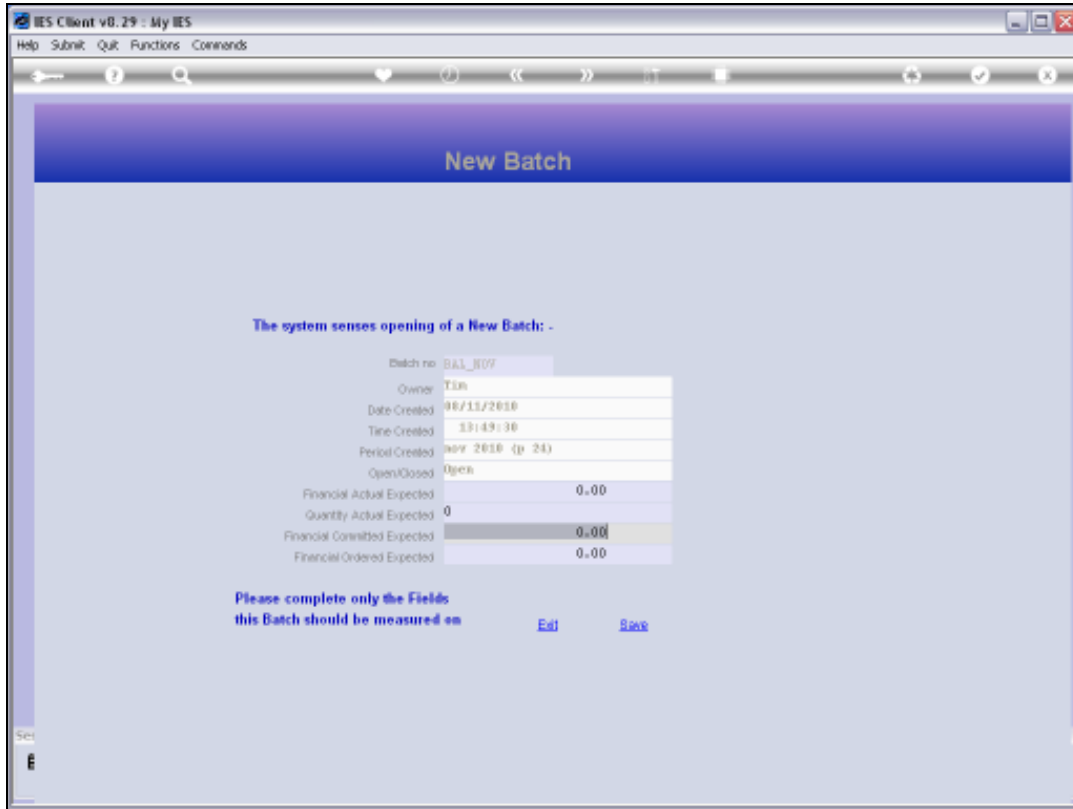 IES Client v8.29 : My IES
Help Submit Quit Functions Commands
New Batch
The system senses opening of a New Batch: -
Batch no BAL_NOV
Owner Tim
Date Created 08/11/2010
Time Created 13:49:30
Period Created nov 2010 (p 24)
Open/Closed Open
Financial Actual Expected 0.00
Quantity Actual Expected 0
Financial Committed Expected 0.00
Financial Ordered Expected 0.00
Please complete only the Fields
this Batch should be measured on
Exit Save